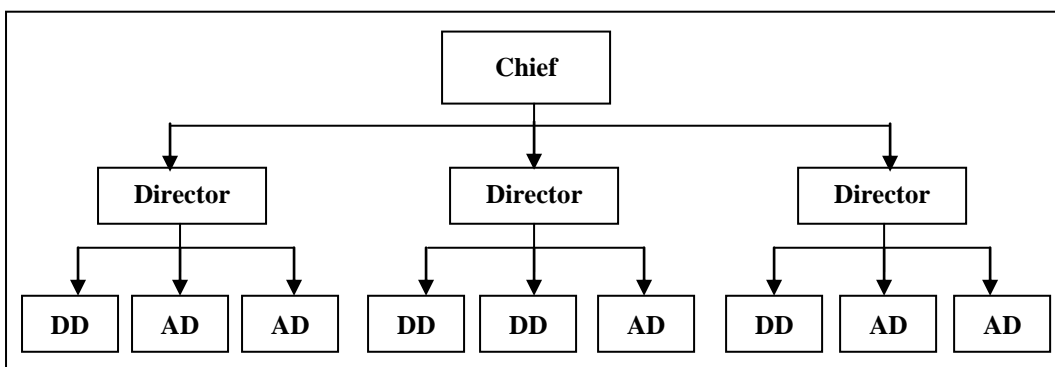 Chief
Director Director Director
DD AD AD DD DD AD DD AD AD